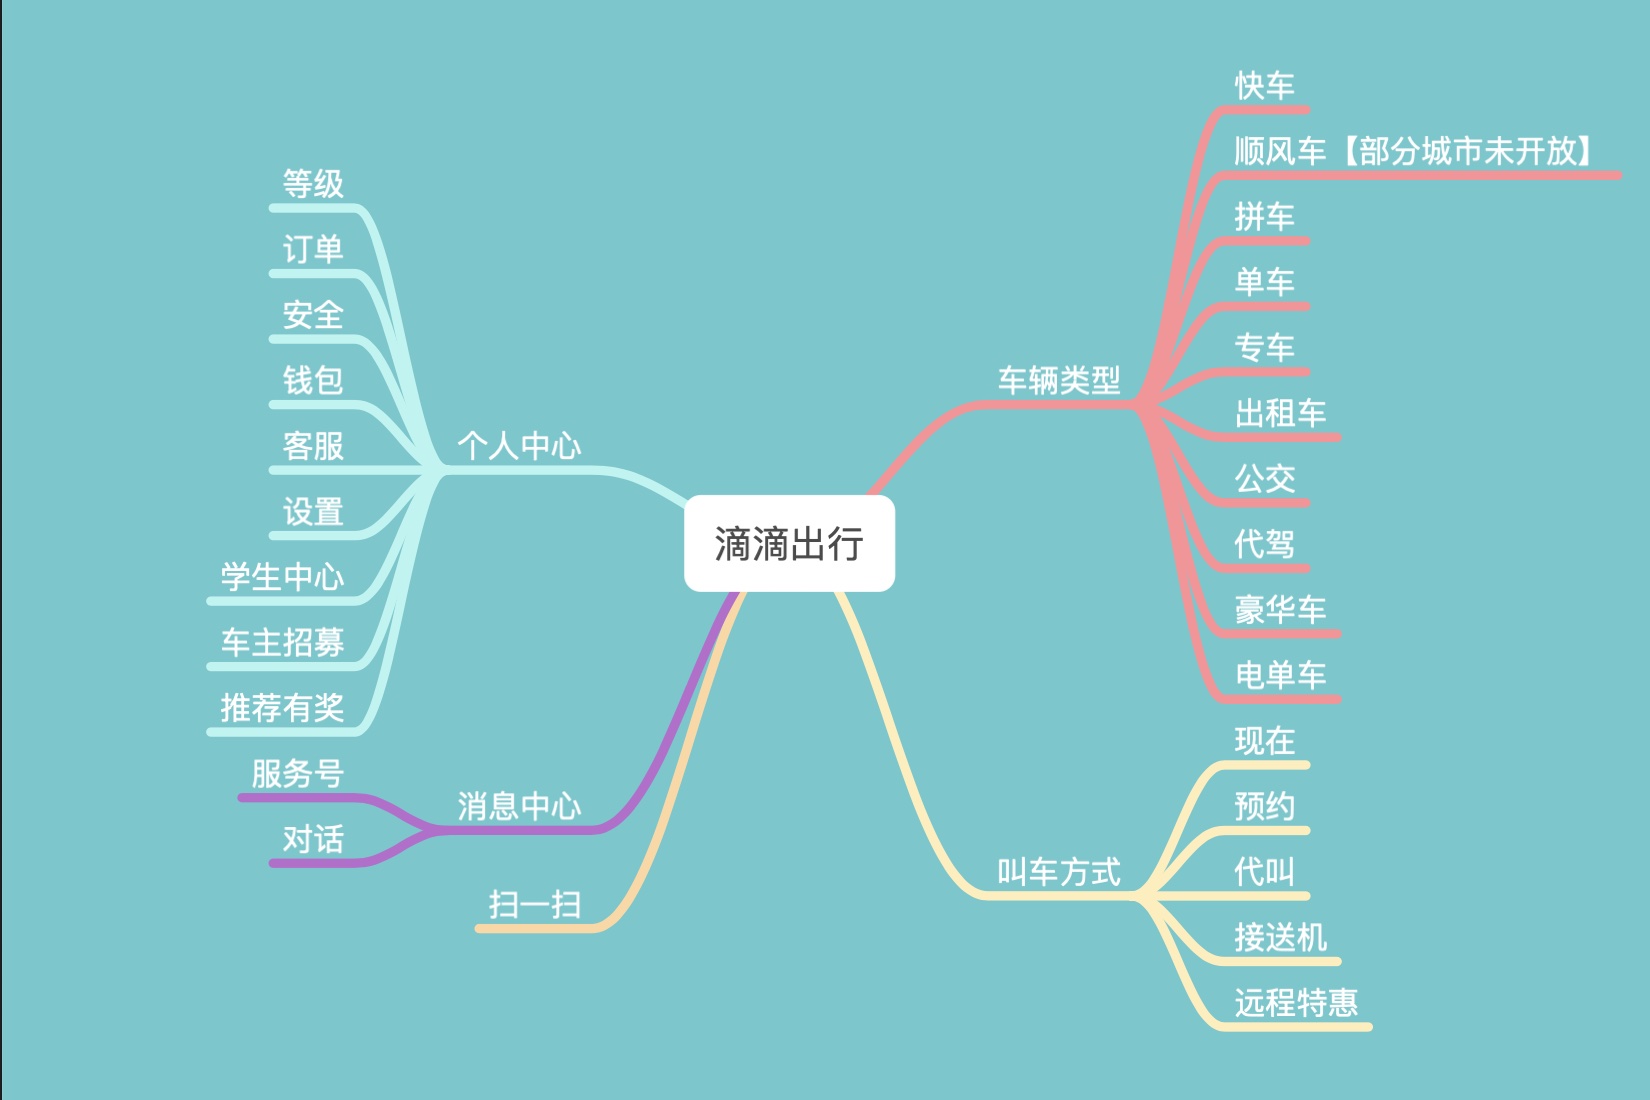 滴滴出行
车辆类型
快车
顺风车【部分城市未开放】
拼车
单车
专车
出租车
公交
代驾
豪华车
电单车
叫车方式
现在
预约
代叫
接送机
远程特惠
个人中心
等级
订单
安全
钱包
客服
设置
学生中心
车主招募
推荐有奖
消息中心
服务号
对话
扫一扫